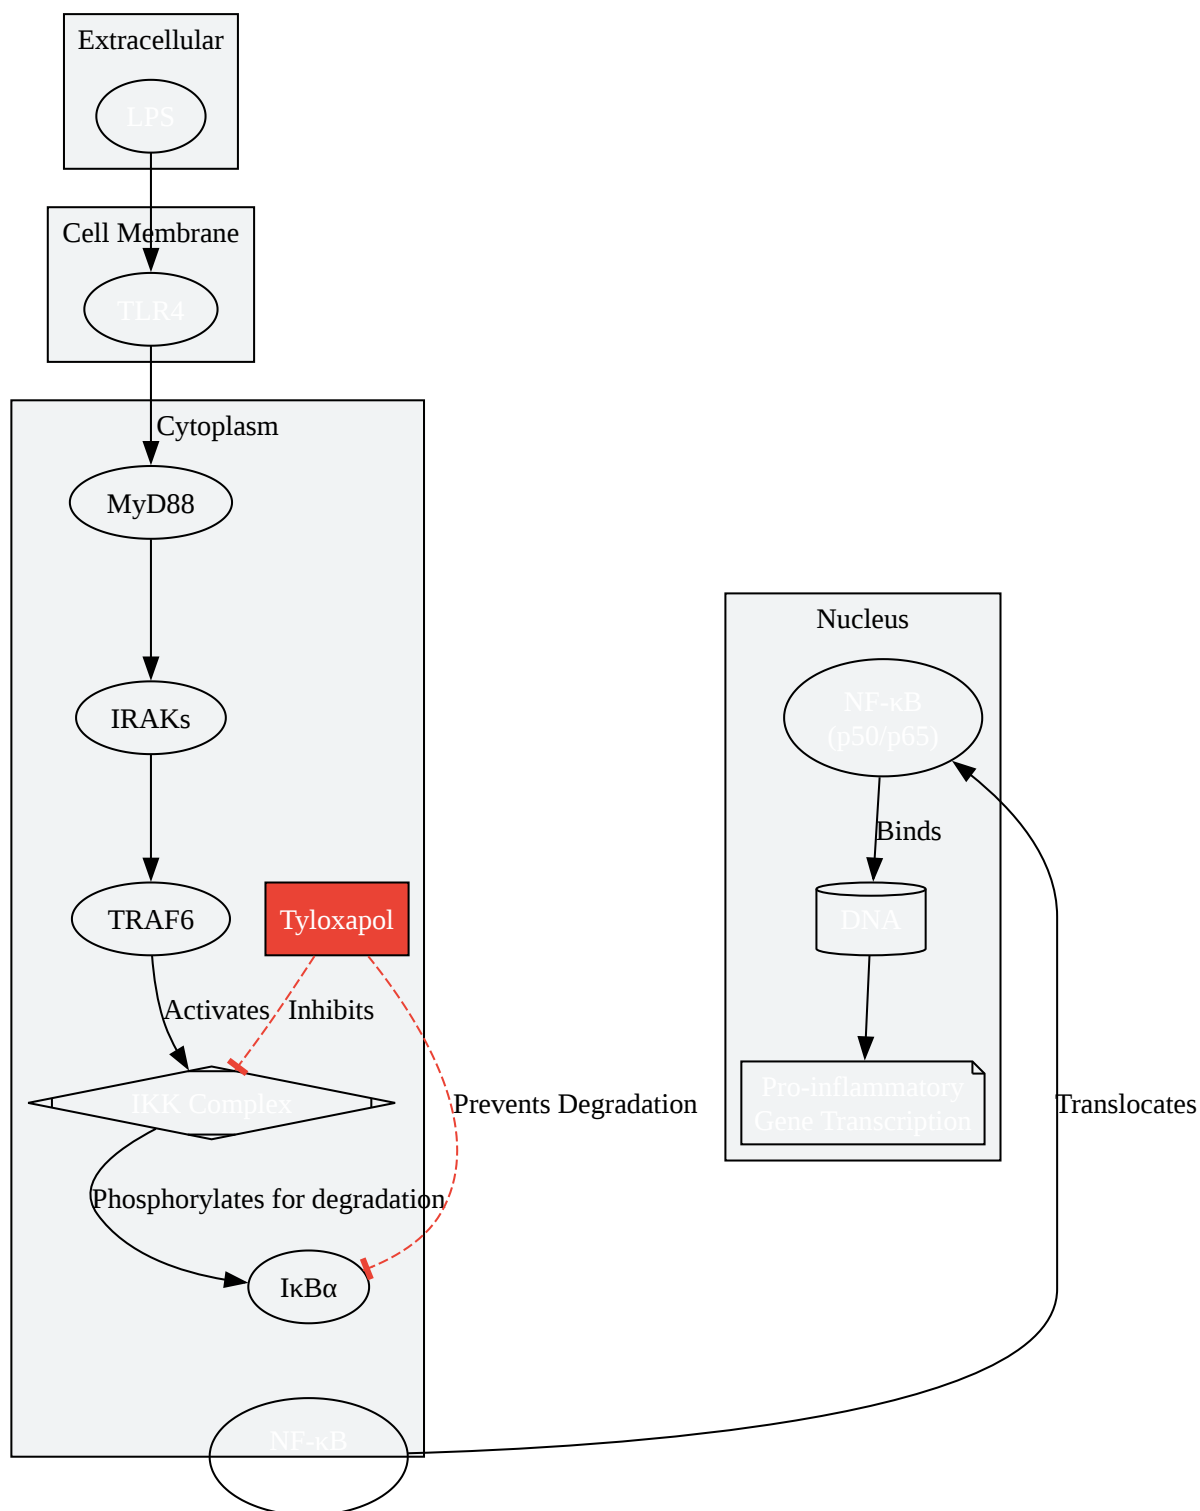 Extracellular
LPS
Cell Membrane
TLR4
Cytoplasm
MyD88
Nucleus
NF-κB
(p50/p65)
IRAKs
Binds
TRAF6
Tyloxapol
DNA
Activates
Inhibits
IKK Complex
Prevents Degradation
Pro-inflammatory
Gene Transcription
Translocates
Phosphorylates for degradation
IκBα
NF-κB